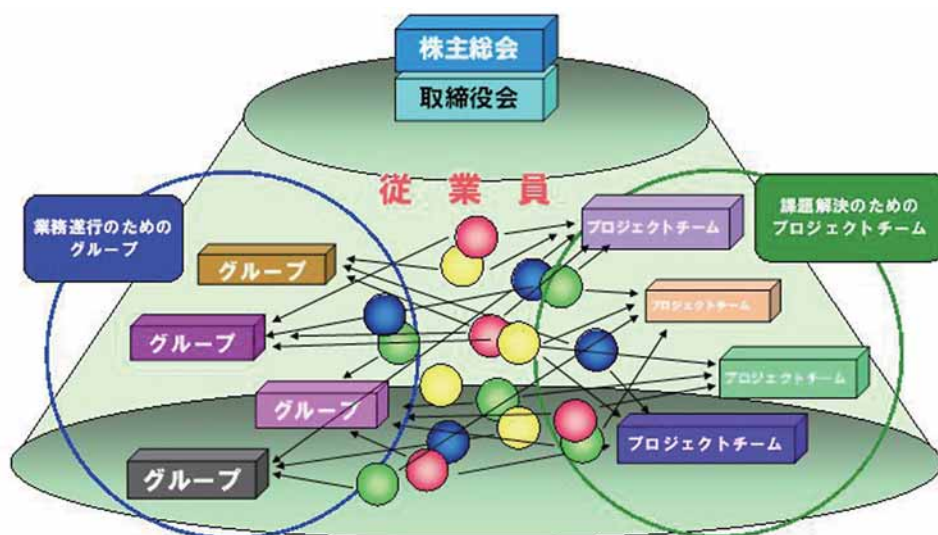 株主総会
取締役会
従業員
業務遂行のための
グループ
課題解決のための
プロジェクトチーム
プロジェクトチーム
グループ
プロジェクトチーム
グループ
プロジェクトチーム
グループ
プロジェクトチーム
グループ